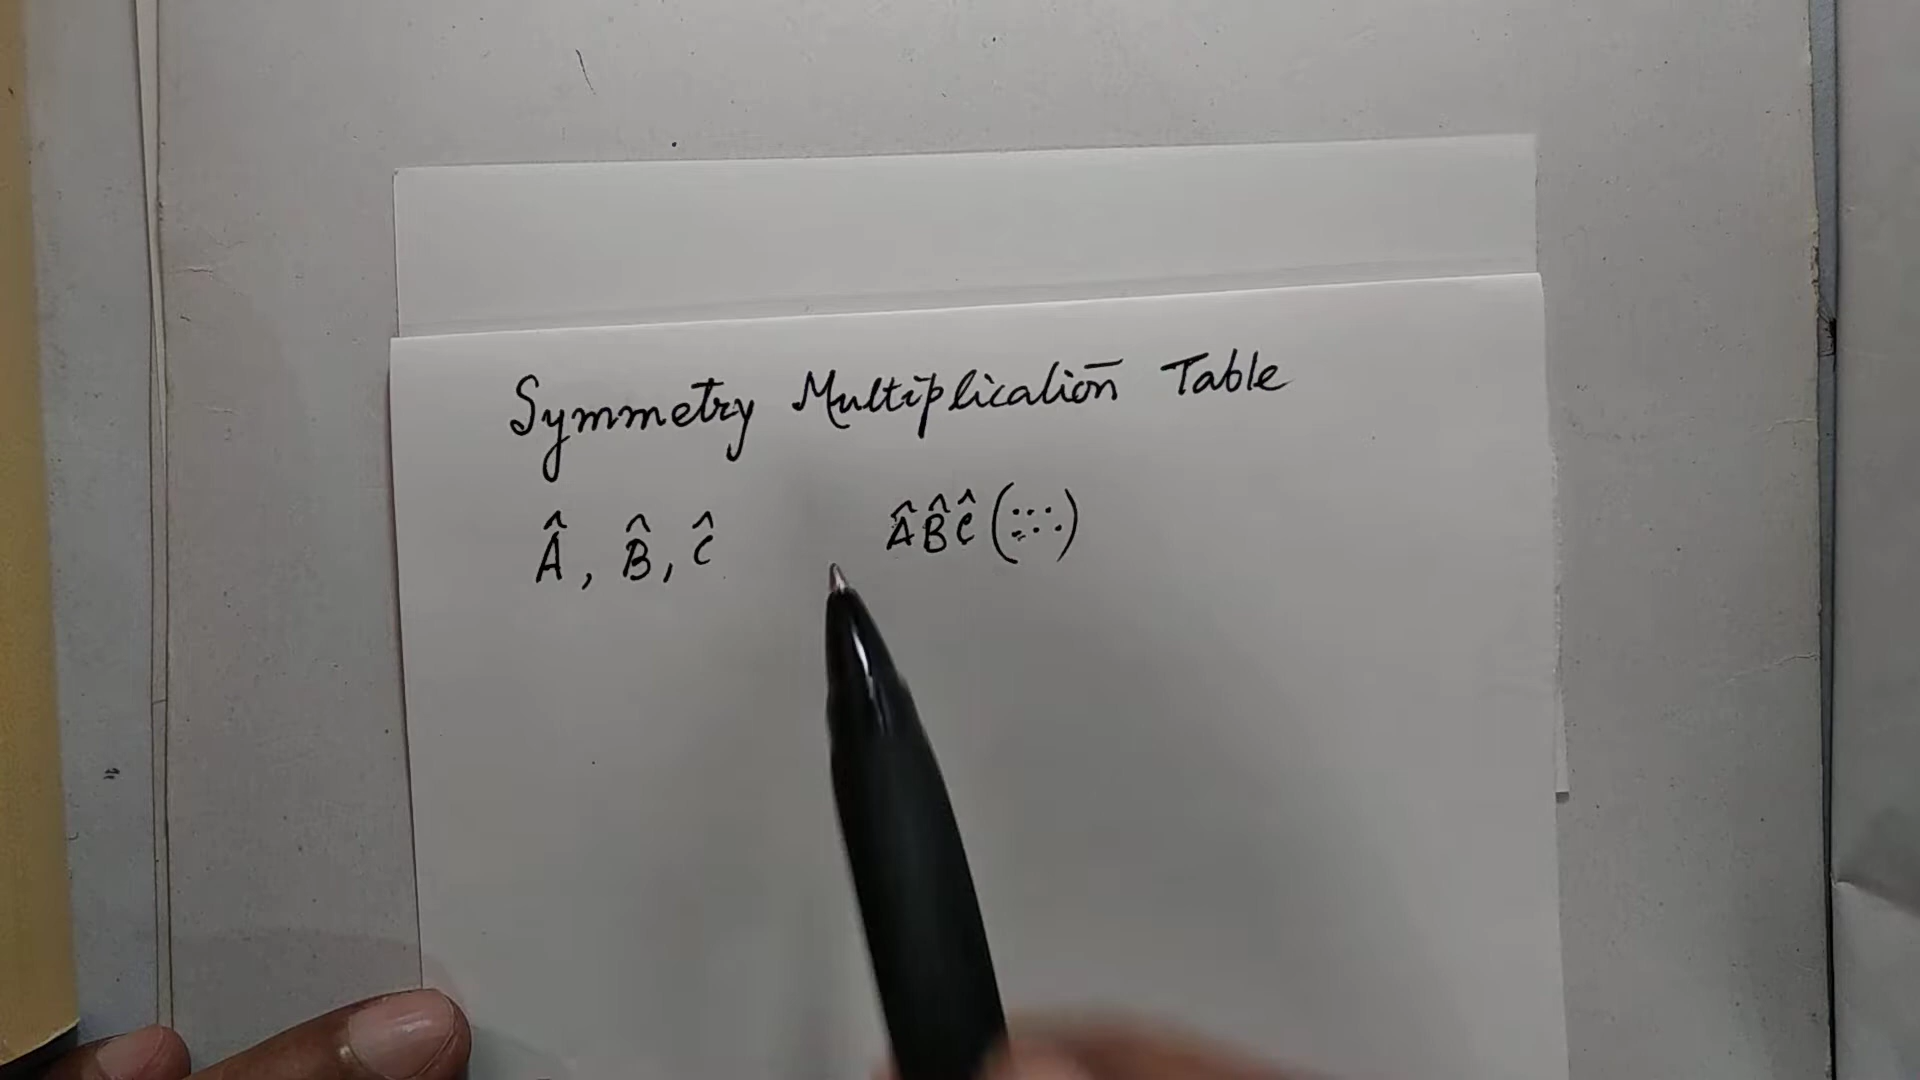 Symmetry Multiplication Table
Â, B̂, Ĉ ÂB̂Ĉ (:::.)